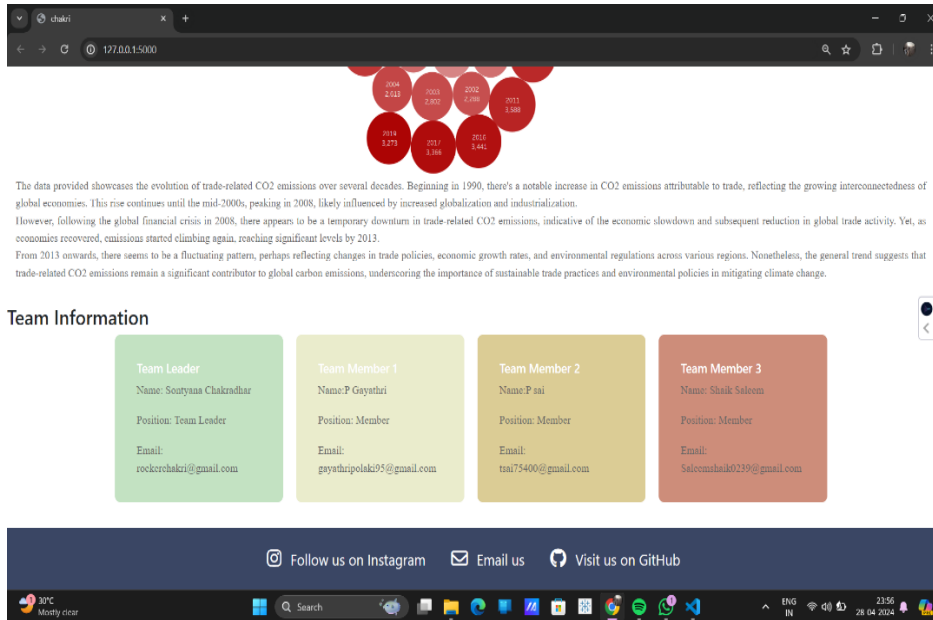 chakri
127.0.0.1:5000
2004
2,613
2003
2,802
2002
2,288
2011
3,588
2014
3,273
2017
3,366
2016
3,441
The data provided showcases the evolution of trade-related CO2 emissions over several decades. Beginning in 1990, there's a notable increase in CO2 emissions attributable to trade, reflecting the growing interconnectedness of
global economies. This rise continues until the mid-2000s, peaking in 2008, likely influenced by increased globalization and industrialization.
However, following the global financial crisis in 2008, there appears to be a temporary downturn in trade-related CO2 emissions, indicative of the economic slowdown and subsequent reduction in global trade activity. Yet, as
economies recovered, emissions started climbing again, reaching significant levels by 2013.
From 2013 onwards, there seems to be a fluctuating pattern, perhaps reflecting changes in trade policies, economic growth rates, and environmental regulations across various regions. Nonetheless, the general trend suggests that
trade-related CO2 emissions remain a significant contributor to global carbon emissions, underscoring the importance of sustainable trade practices and environmental policies in mitigating climate change.
Team Information
Team Leader
Name: Sontyana Chakradhar
Position: Team Leader
Email:
rockerchakri@gmail.com
Team Member 1
Name:P Gayathri
Position: Member
Email:
gayathripolaki95@gmail.com
Team Member 2
Name:P sai
Position: Member
Email:
tsai75400@gmail.com
Team Member 3
Name: Shaik Saleem
Position: Member
Email:
Saleemshaik0239@gmail.com
Follow us on Instagram
Email us
Visit us on GitHub
30°C
Mostly clear
Search
ENG
IN
23:56
28 04 2024